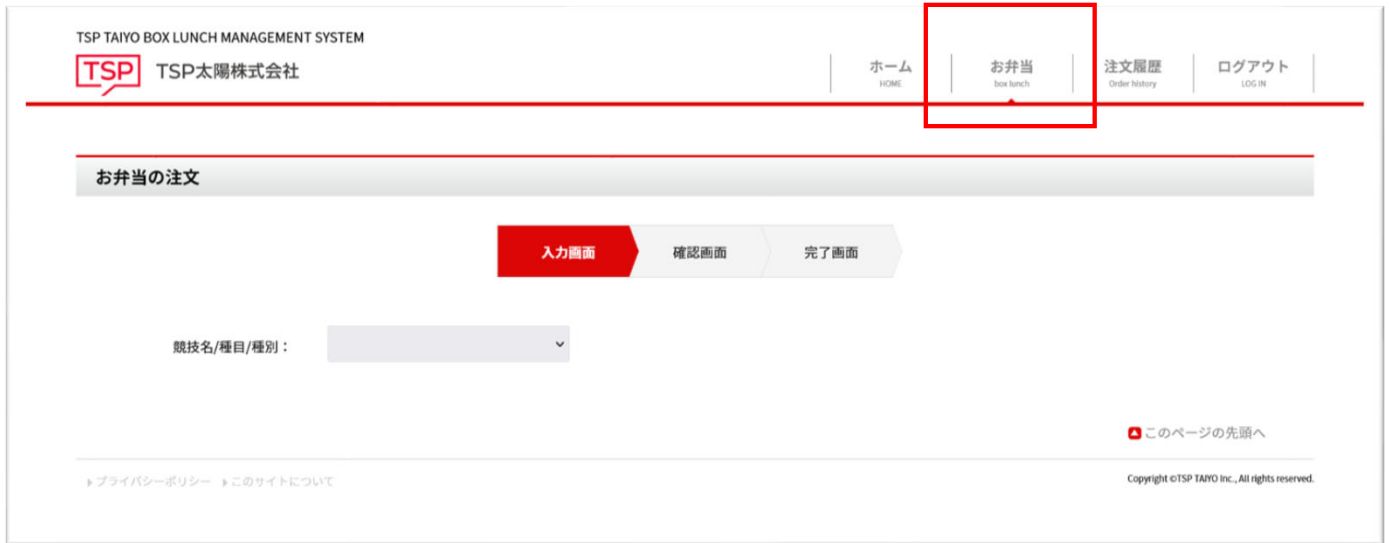 TSP TAIYO BOX LUNCH MANAGEMENT SYSTEM
TSP TSP太陽株式会社
ホーム お弁当 注文履歴 ログアウト
HOME box lunch Order history LOG IN
お弁当の注文
入力画面 確認画面 完了画面
競技名/種目/種別：
このページの先頭へ
プライバシーポリシー このサイトについて
Copyright ©TSP TAIYO Inc., All rights reserved.